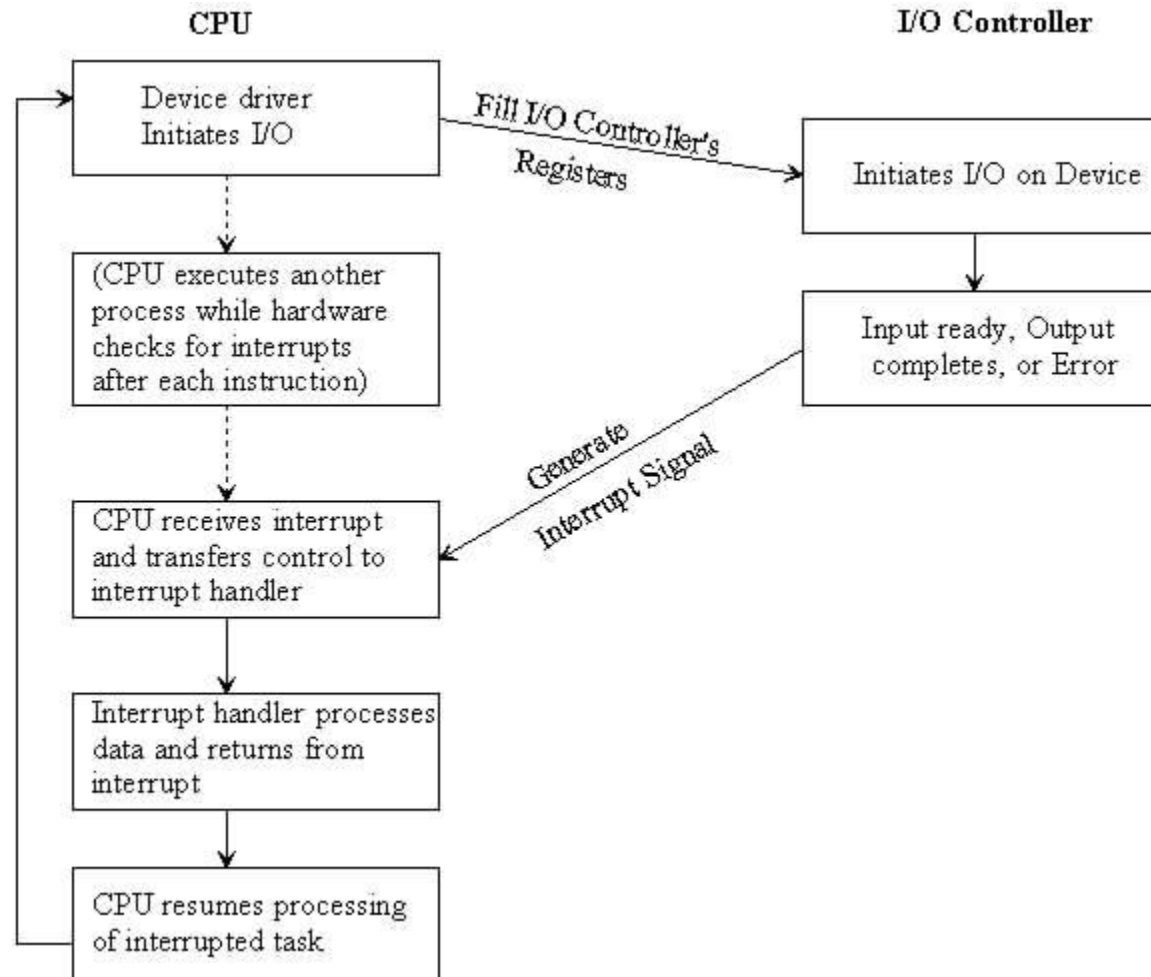 CPU
I/O Controller
Device driver
Initiates I/O
Fill I/O Controller's
Registers
Initiates I/O on Device
(CPU executes another
process while hardware
checks for interrupts
after each instruction)
Input ready, Output
completes, or Error
Generate
Interrupt Signal
CPU receives interrupt
and transfers control to
interrupt handler
Interrupt handler processes
data and returns from
interrupt
CPU resumes processing
of interrupted task